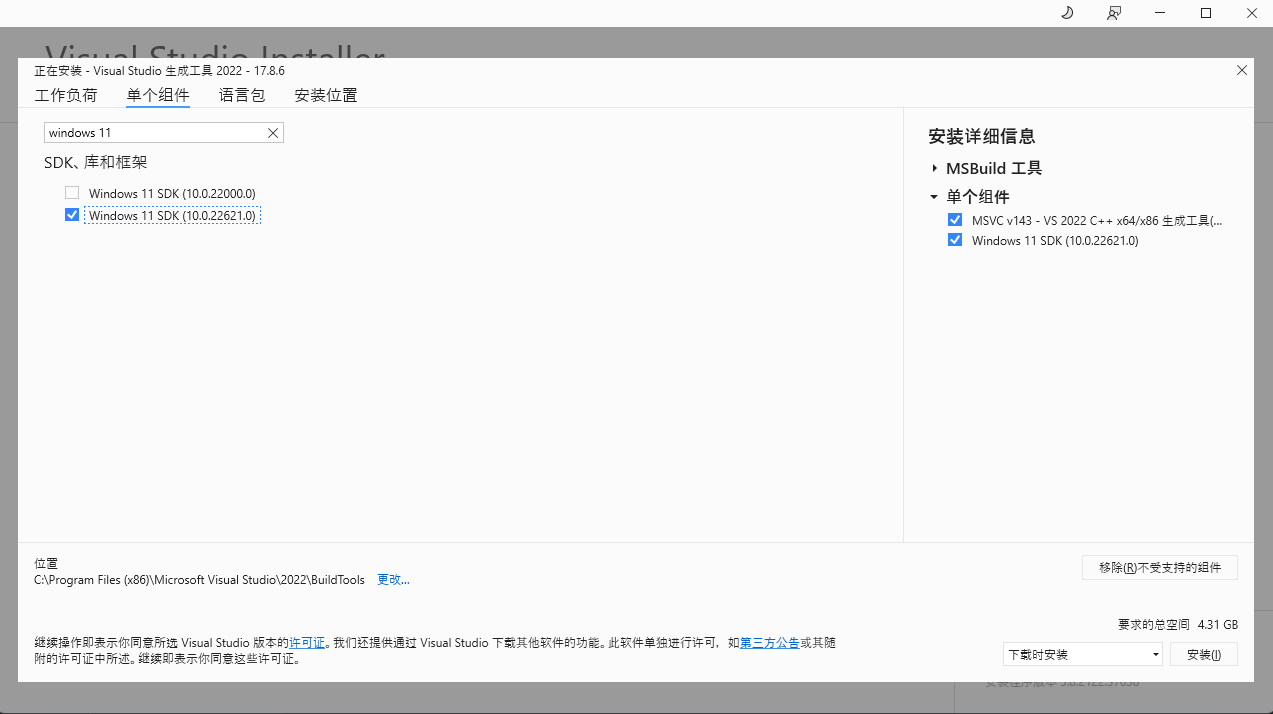 Visual Studio Installer
正在安装 - Visual Studio 生成工具 2022 - 17.8.6
工作负荷 单个组件 语言包 安装位置
windows 11
SDK、库和框架
Windows 11 SDK (10.0.22000.0)
Windows 11 SDK (10.0.22621.0)
安装详细信息
MSBuild 工具
单个组件
MSVC v143 - VS 2022 C++ x64/x86 生成工具(...
Windows 11 SDK (10.0.22621.0)
位置
C:\Program Files (x86)\Microsoft Visual Studio\2022\BuildTools 更改...
移除(R)不受支持的组件
要求的总空间 4.31 GB
继续操作即表示你同意所选 Visual Studio 版本的许可证。我们还提供通过 Visual Studio 下载其他软件的功能。此软件单独进行许可，如第三方公告或其随
附的许可证中所述。继续即表示你同意这些许可证。
下载时安装 安装(I)